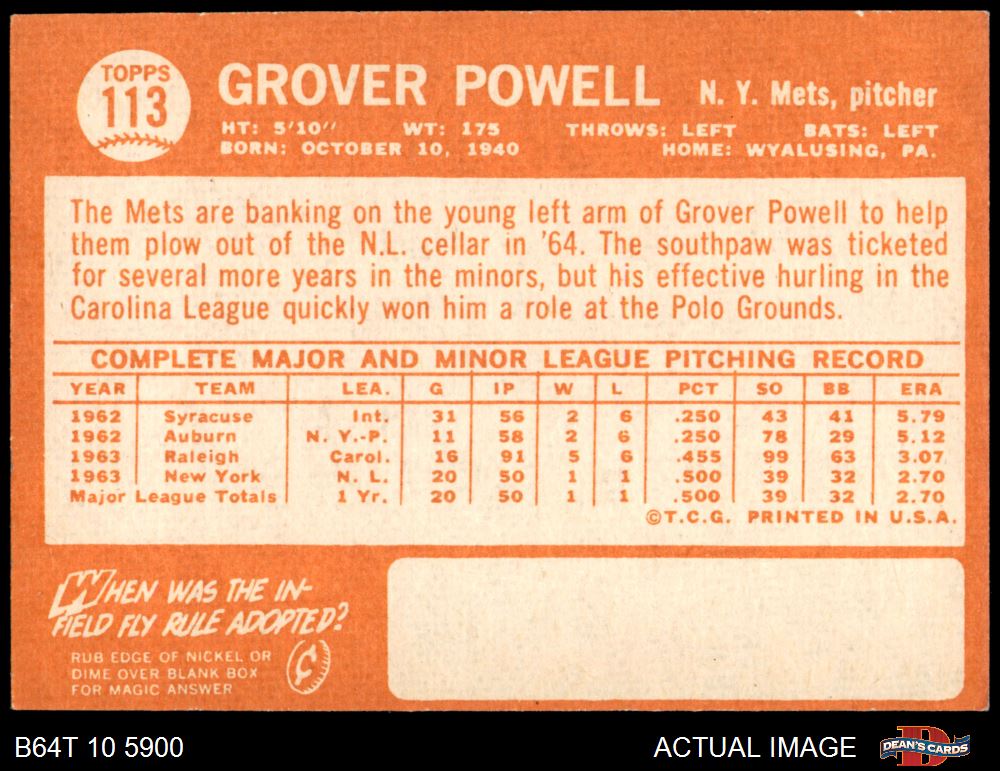 TOPPS
113
GROVER POWELL N. Y. Mets, pitcher
HT: 5'10" WT: 175 THROWS: LEFT BATS: LEFT
BORN: OCTOBER 10, 1940 HOME: WYALUSING, PA.
The Mets are banking on the young left arm of Grover Powell to help
them plow out of the N.L. cellar in '64. The southpaw was ticketed
for several more years in the minors, but his effective hurling in the
Carolina League quickly won him a role at the Polo Grounds.
COMPLETE MAJOR AND MINOR LEAGUE PITCHING RECORD
YEAR TEAM LEA. G IP W L PCT SO BB ERA
1962 Syracuse Int. 31 56 2 6 .250 43 41 5.79
1962 Auburn N. Y.-P. 11 58 2 6 .250 78 29 5.12
1963 Raleigh Carol. 16 91 5 6 .455 99 63 3.07
1963 New York N. L. 20 50 1 1 .500 39 32 2.70
Major League Totals 1 Yr. 20 50 1 1 .500 39 32 2.70
©T.C.G. PRINTED IN U.S.A.
WHEN WAS THE IN-
FIELD FLY RULE ADOPTED?
RUB EDGE OF NICKEL OR
DIME OVER BLANK BOX
FOR MAGIC ANSWER
¢
B64T 10 5900 ACTUAL IMAGE DEAN'S CARDS